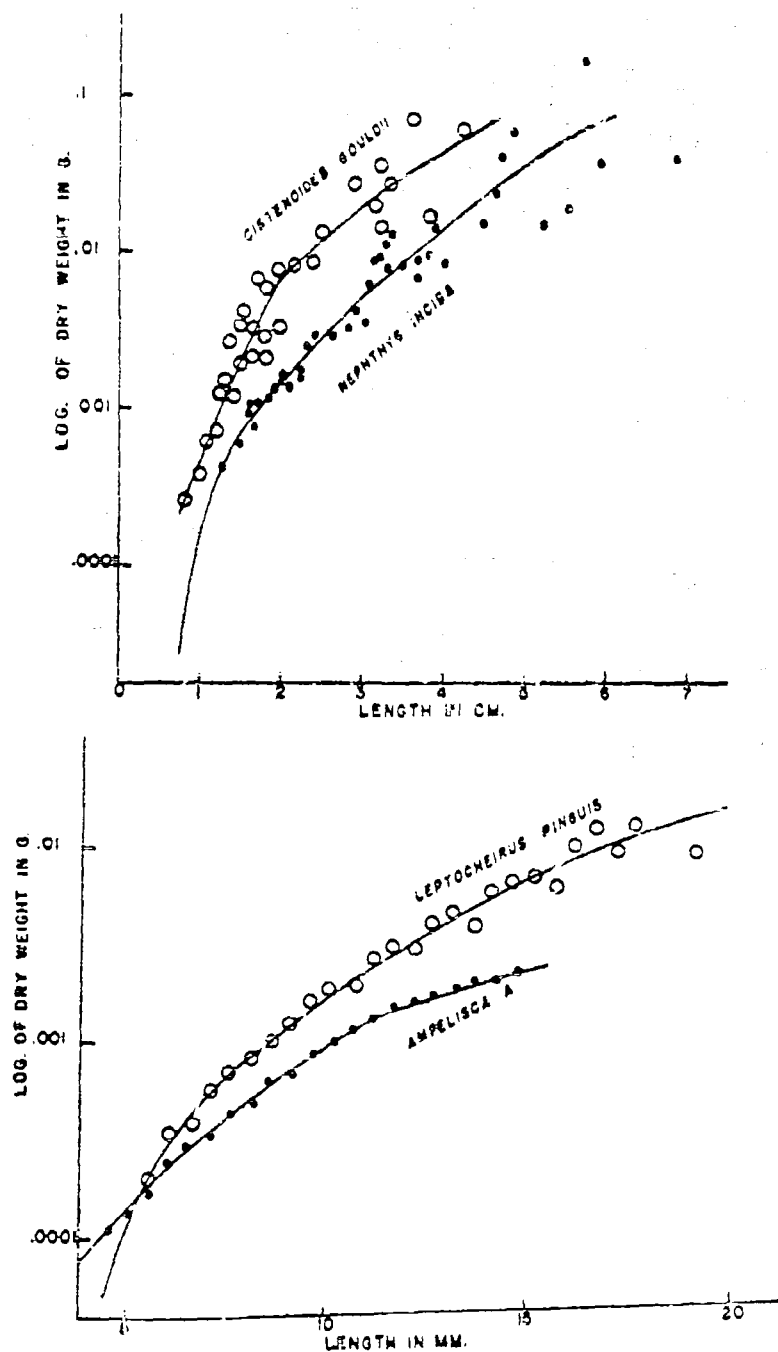 .1
.01
.001
.0001
LOG. OF DRY WEIGHT IN G.
CISTENOIDES GOULDII
NEPHTHYS INCISA
0 1 2 3 4 5 6 7
LENGTH IN CM.
.01
.001
.0001
LOG. OF DRY WEIGHT IN G.
LEPTOCHEIRUS PINGUIS
AMPELISCA A
5 10 15 20
LENGTH IN MM.